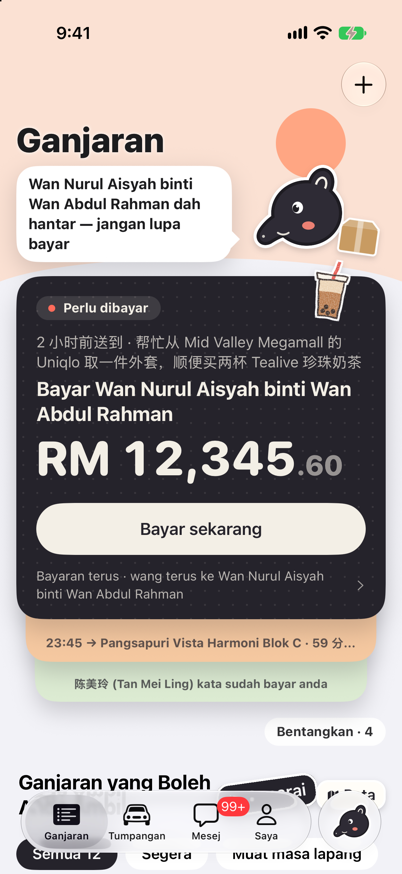 9:41
Ganjaran
Wan Nurul Aisyah binti
Wan Abdul Rahman dah
hantar — jangan lupa
bayar
Perlu dibayar
2 小时前送到 · 帮忙从 Mid Valley Megamall 的
Uniqlo 取一件外套，顺便买两杯 Tealive 珍珠奶茶
Bayar Wan Nurul Aisyah binti Wan
Abdul Rahman
RM 12,345.60
Bayar sekarang
Bayaran terus · wang terus ke Wan Nurul Aisyah
binti Wan Abdul Rahman
23:45 → Pangsapuri Vista Harmoni Blok C · 59 分...
陈美玲 (Tan Mei Ling) kata sudah bayar anda
Bentangkan · 4
Ganjaran yang Boleh
99+
Ganjaran
Tumpangan
Mesej
Saya
Semua 12
Segera
Muat masa lapang